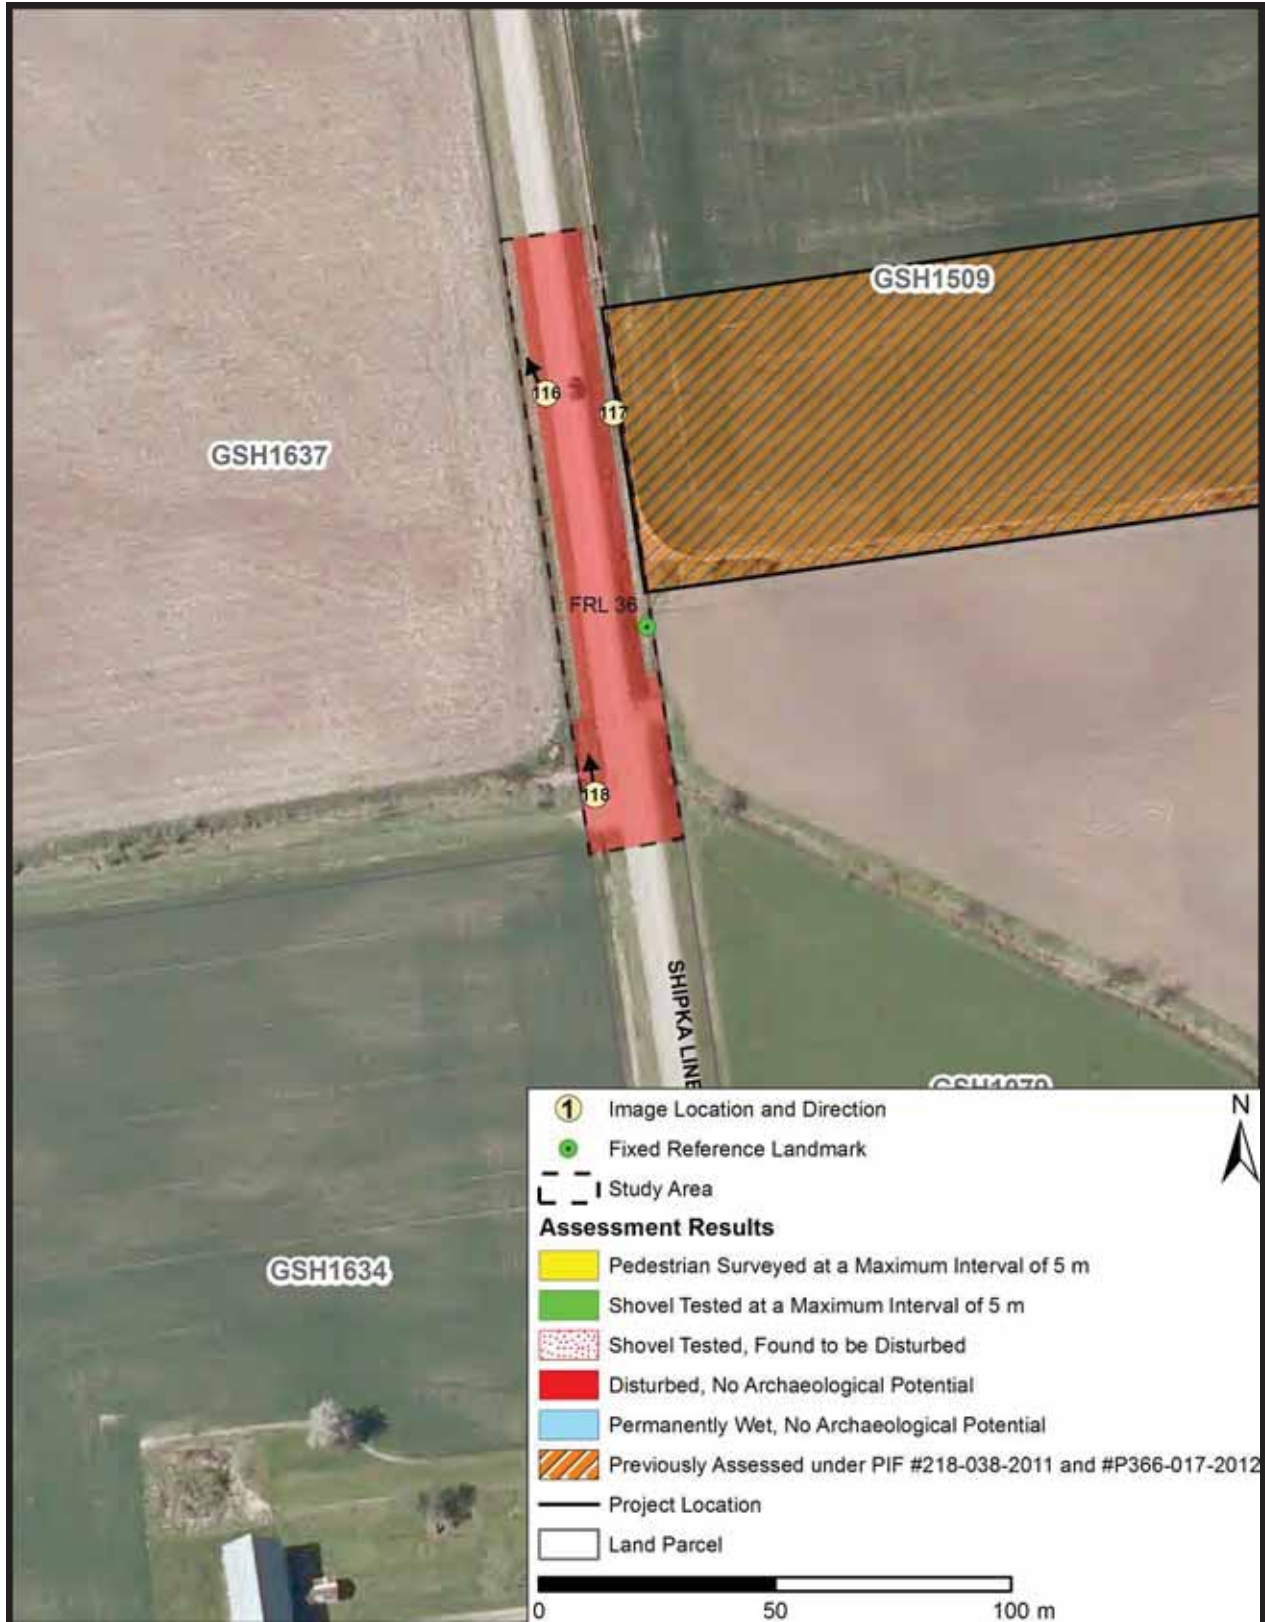 GSH1509
116
117
GSH1637
FRL 36
118
SHIPKA LINE
GSH1634
1 Image Location and Direction
N
Fixed Reference Landmark
Study Area
Assessment Results
Pedestrian Surveyed at a Maximum Interval of 5 m
Shovel Tested at a Maximum Interval of 5 m
Shovel Tested, Found to be Disturbed
Disturbed, No Archaeological Potential
Permanently Wet, No Archaeological Potential
Previously Assessed under PIF #218-038-2011 and #P366-017-2012
Project Location
Land Parcel
0 50 100 m